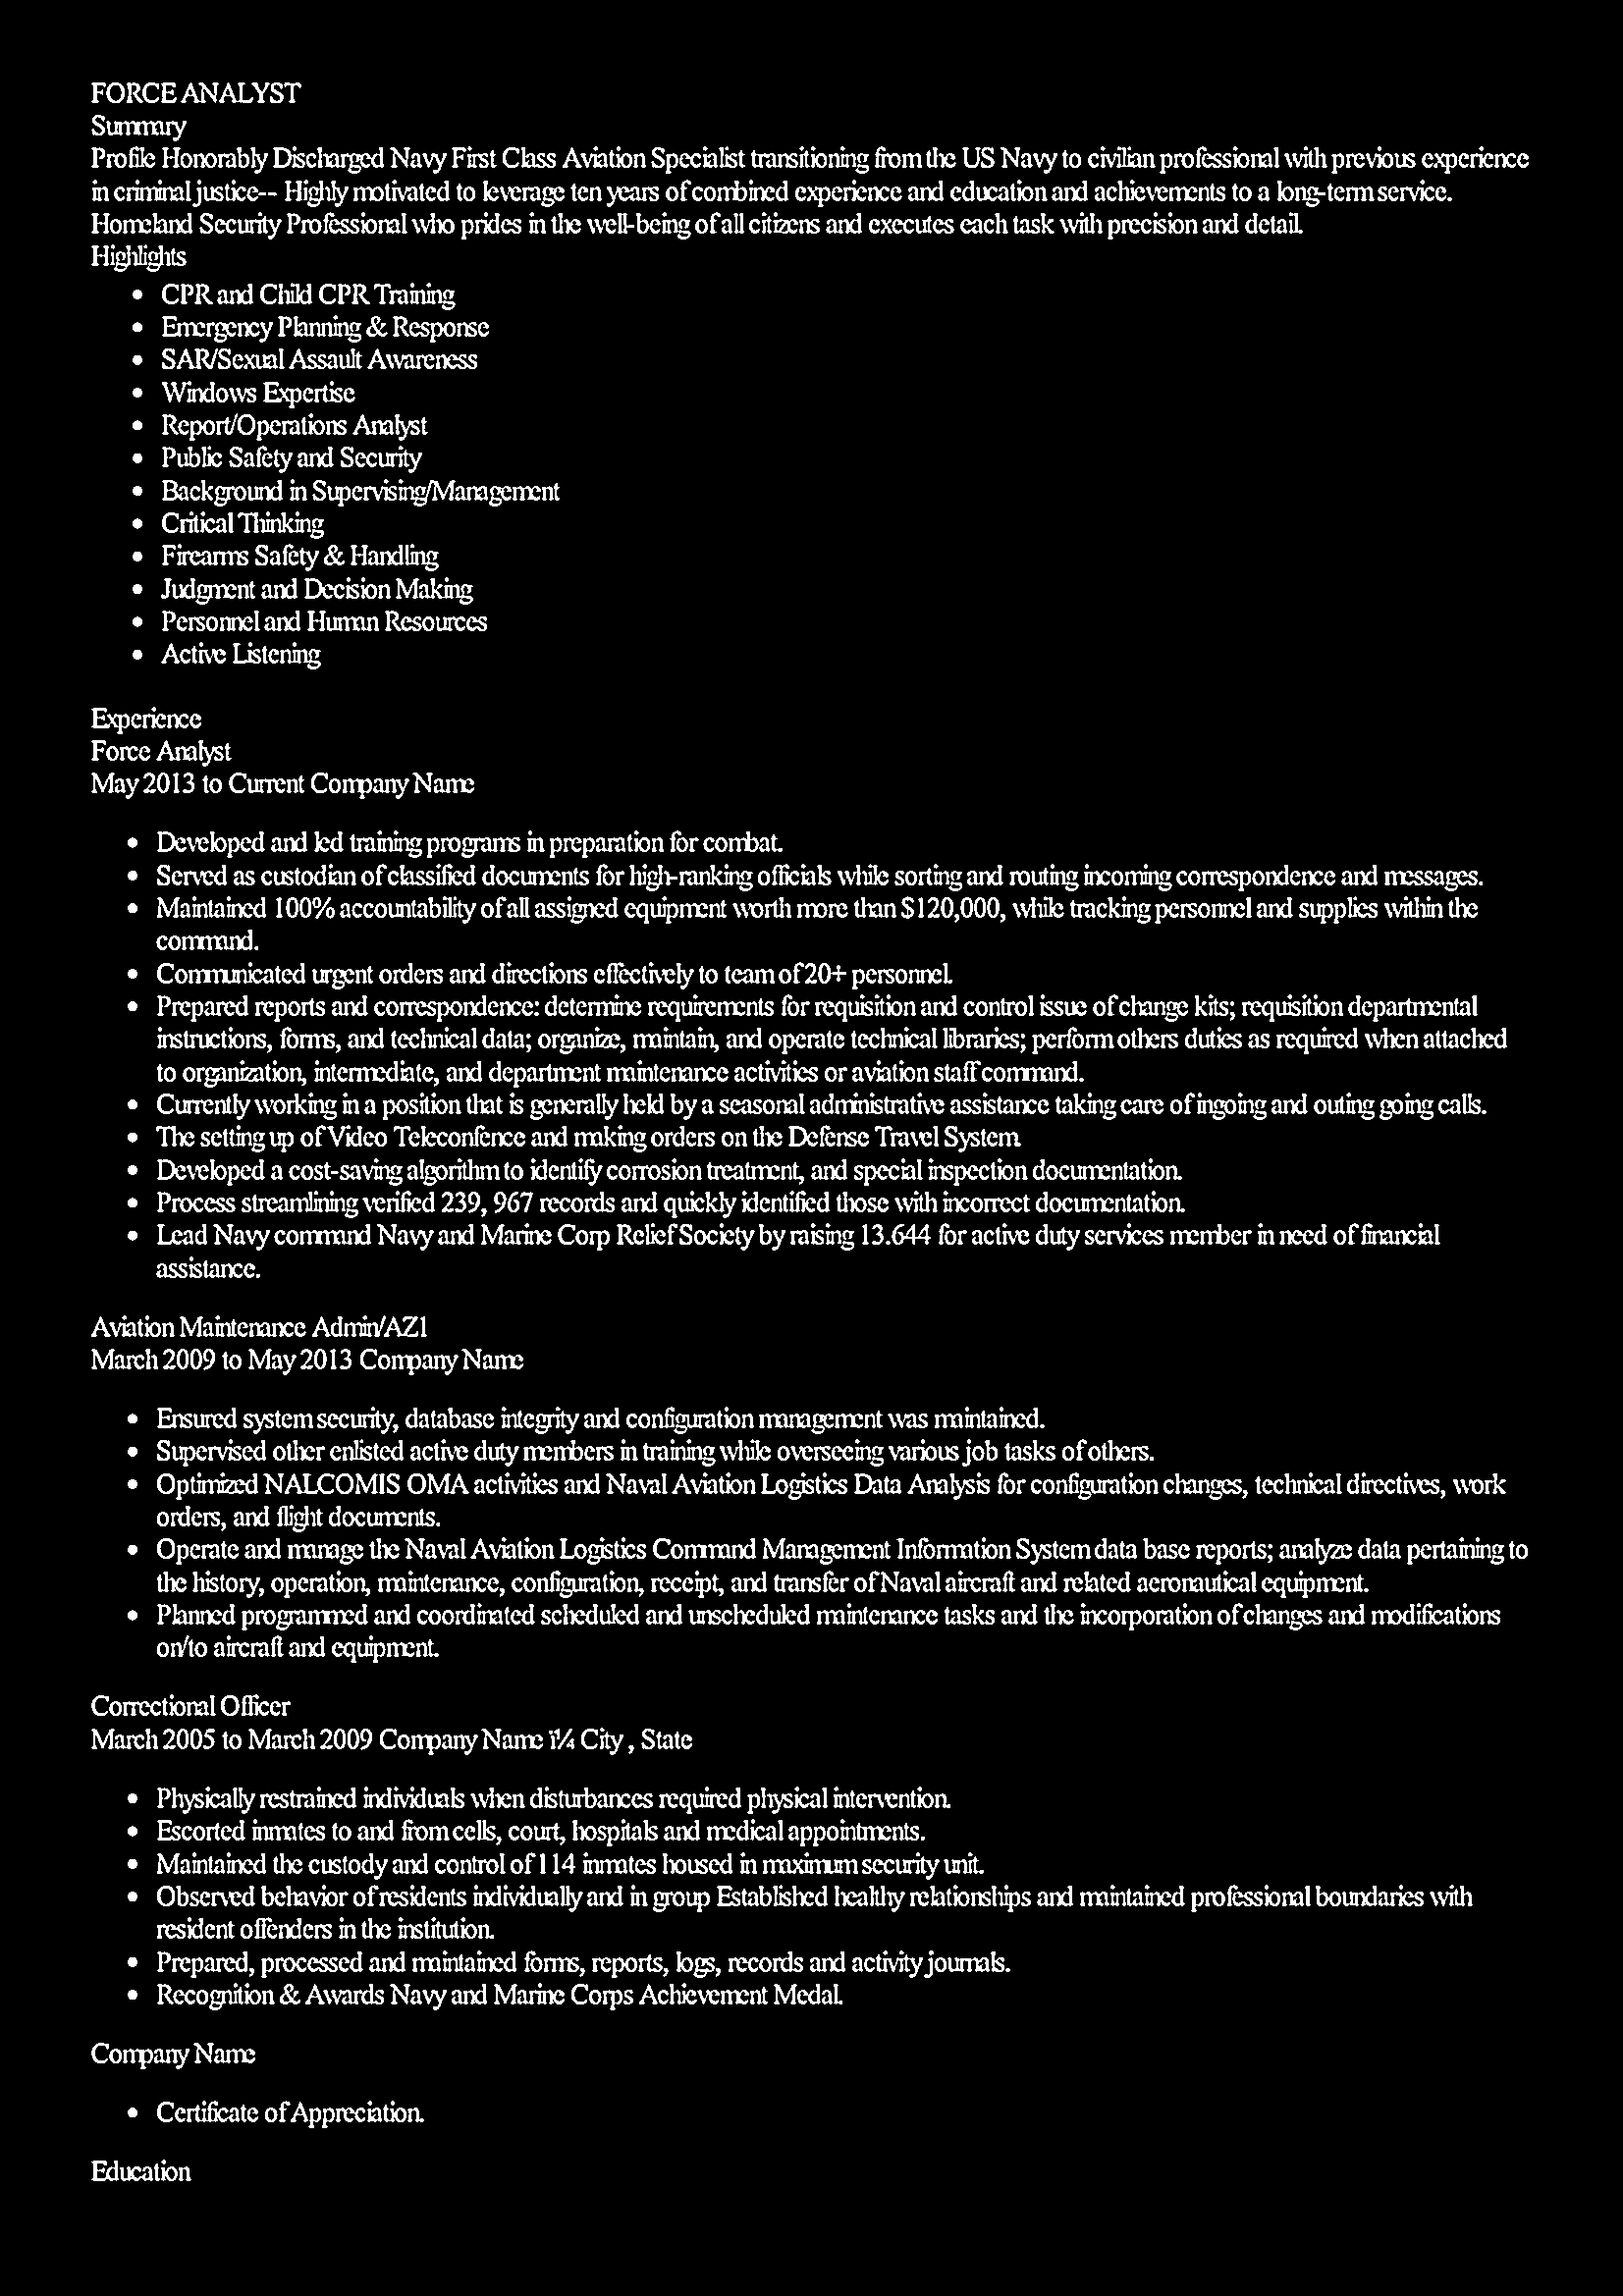 FORCE ANALYST
Summary
Profile Honorably Discharged Navy First Class Aviation Specialist transitioning from the US Navy to civilian professional with previous experience
in criminal justice-- Highly motivated to leverage ten years of combined experience and education and achievements to a long-term service.
Homeland Security Professional who prides in the well-being of all citizens and executes each task with precision and detail.
Highlights
• CPR and Child CPR Training
• Emergency Planning & Response
• SAR/Sexual Assault Awareness
• Windows Expertise
• Report/Operations Analyst
• Public Safety and Security
• Background in Supervising/Management
• Critical Thinking
• Firearms Safety & Handling
• Judgment and Decision Making
• Personnel and Human Resources
• Active Listening
Experience
Force Analyst
May 2013 to Current Company Name
• Developed and led training programs in preparation for combat.
• Served as custodian of classified documents for high-ranking officials while sorting and routing incoming correspondence and messages.
• Maintained 100% accountability of all assigned equipment worth more than $120,000, while tracking personnel and supplies within the
command.
• Communicated urgent orders and directions effectively to team of 20+ personnel.
• Prepared reports and correspondence: determine requirements for requisition and control issue of change kits; requisition departmental
instructions, forms, and technical data; organize, maintain, and operate technical libraries; perform others duties as required when attached
to organization, intermediate, and department maintenance activities or aviation staff command.
• Currently working in a position that is generally held by a seasonal administrative assistance taking care of ingoing and outing going calls.
• The setting up of Video Teleconfence and making orders on the Defense Travel System.
• Developed a cost-saving algorithm to identify corrosion treatment, and special inspection documentation.
• Process streamlining verified 239, 967 records and quickly identified those with incorrect documentation.
• Lead Navy command Navy and Marine Corp Relief Society by raising 13.644 for active duty services member in need of financial
assistance.
Aviation Maintenance Admin/AZ1
March 2009 to May 2013 Company Name
• Ensured system security, database integrity and configuration management was maintained.
• Supervised other enlisted active duty members in training while overseeing various job tasks of others.
• Optimized NALCOMIS OMA activities and Naval Aviation Logistics Data Analysis for configuration changes, technical directives, work
orders, and flight documents.
• Operate and manage the Naval Aviation Logistics Command Management Information System data base reports; analyze data pertaining to
the history, operation, maintenance, configuration, receipt, and transfer of Naval aircraft and related aeronautical equipment.
• Planned programmed and coordinated scheduled and unscheduled maintenance tasks and the incorporation of changes and modifications
on/to aircraft and equipment.
Correctional Officer
March 2005 to March 2009 Company Name ï¼ City , State
• Physically restrained individuals when disturbances required physical intervention.
• Escorted inmates to and from cells, court, hospitals and medical appointments.
• Maintained the custody and control of 114 inmates housed in maximum security unit.
• Observed behavior of residents individually and in group Established healthy relationships and maintained professional boundaries with
resident offenders in the institution.
• Prepared, processed and maintained forms, reports, logs, records and activity journals.
• Recognition & Awards Navy and Marine Corps Achievement Medal.
Company Name
• Certificate of Appreciation.
Education